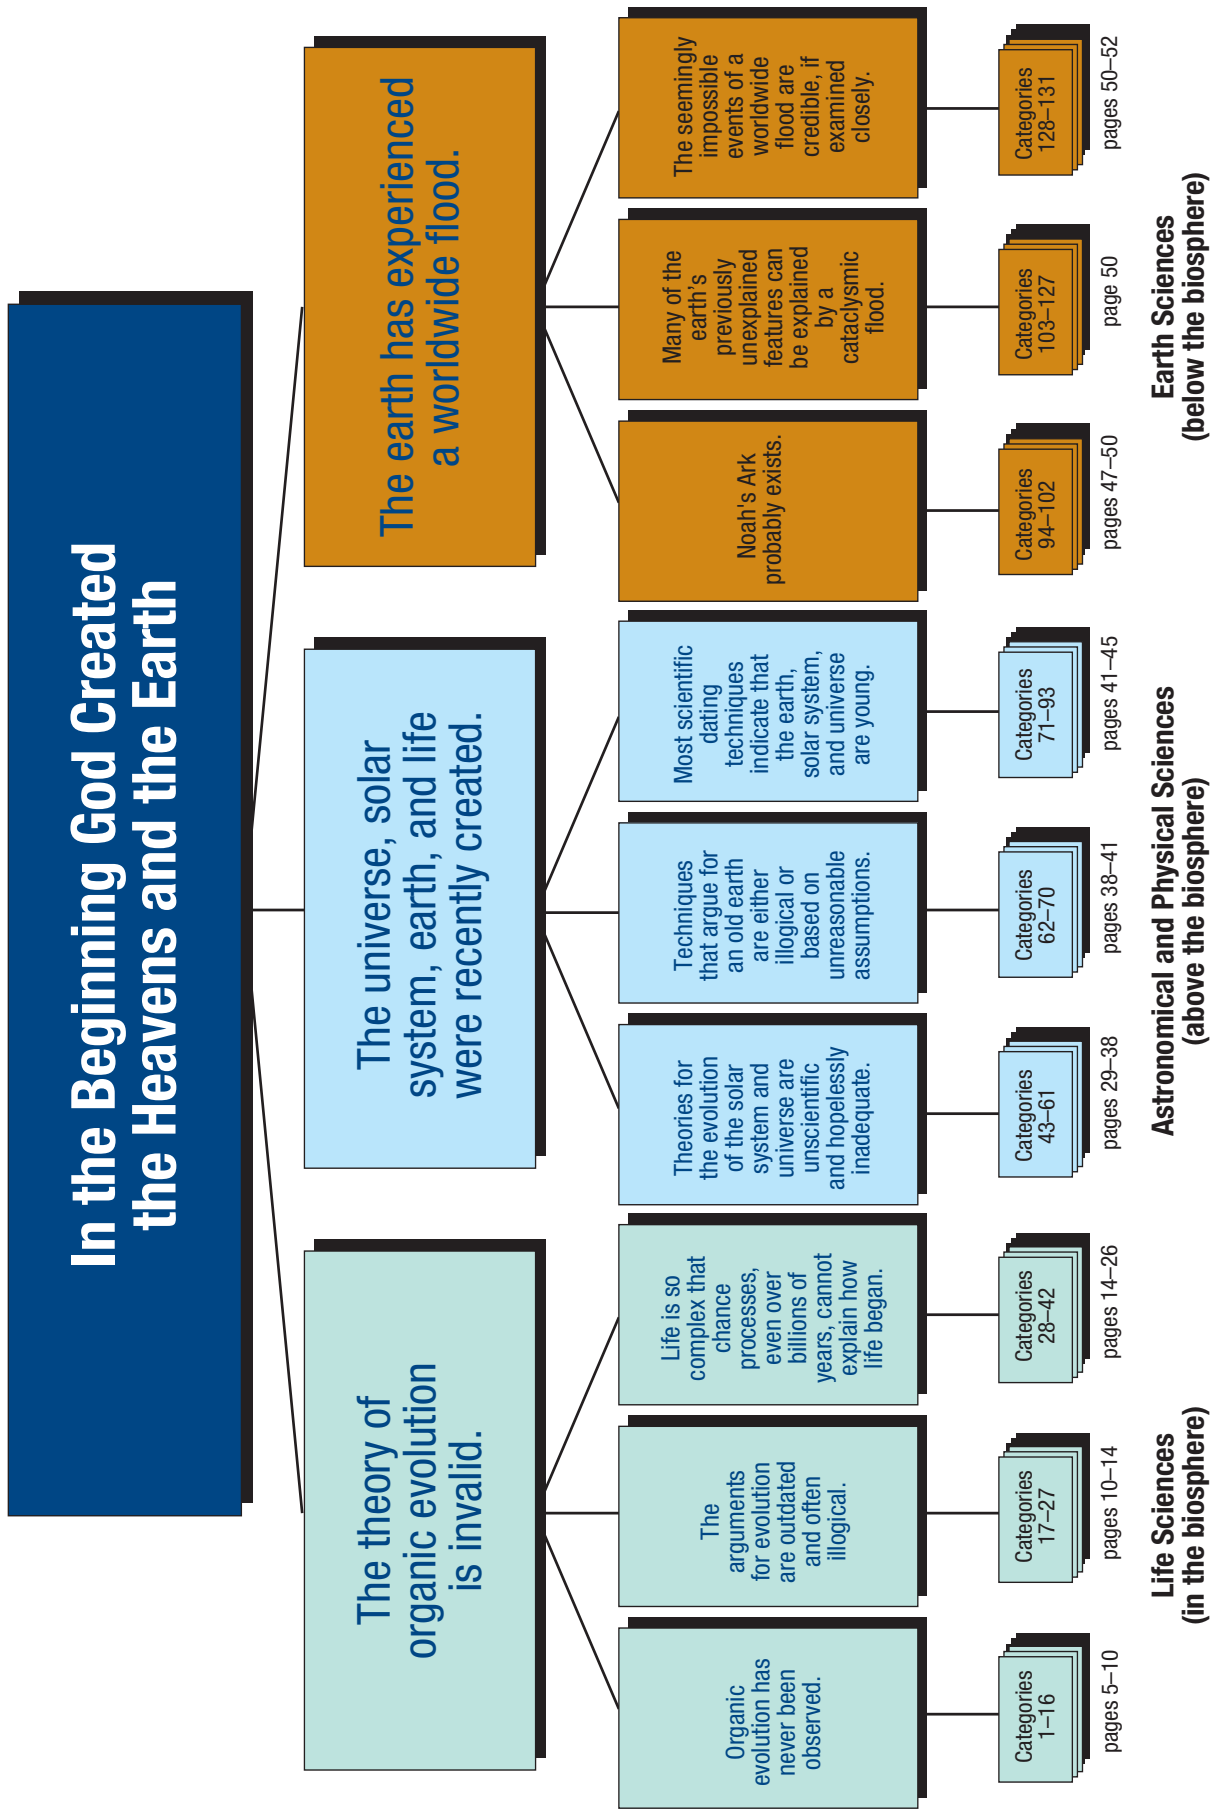 In the Beginning God Created
the Heavens and the Earth
The theory of
organic evolution
is invalid.
The universe, solar
system, earth, and life
were recently created.
The earth has experienced
a worldwide flood.
Organic
evolution has
never been
observed.
The
arguments
for evolution
are outdated
and often
illogical.
Life is so
complex that
chance
processes,
even over
billions of
years, cannot
explain how
life began.
Theories for
the evolution
of the solar
system and
universe are
unscientific
and hopelessly
inadequate.
Techniques
that argue for
an old earth
are either
illogical or
based on
unreasonable
assumptions.
Most scientific
dating
techniques
indicate that
the earth,
solar system,
and universe
are young.
Noah's Ark
probably exists.
Many of the
earth's
previously
unexplained
features can
be explained
by a
cataclysmic
flood.
The seemingly
impossible
events of a
worldwide
flood are
credible, if
examined
closely.
Categories
1–16
Categories
17–27
Categories
28–42
Categories
43–61
Categories
62–70
Categories
71–93
Categories
94–102
Categories
103–127
Categories
128–131
pages 5–10
pages 10–14
pages 14–26
pages 29–38
pages 38–41
pages 41–45
pages 47–50
page 50
pages 50–52
Life Sciences
(in the biosphere)
Astronomical and Physical Sciences
(above the biosphere)
Earth Sciences
(below the biosphere)